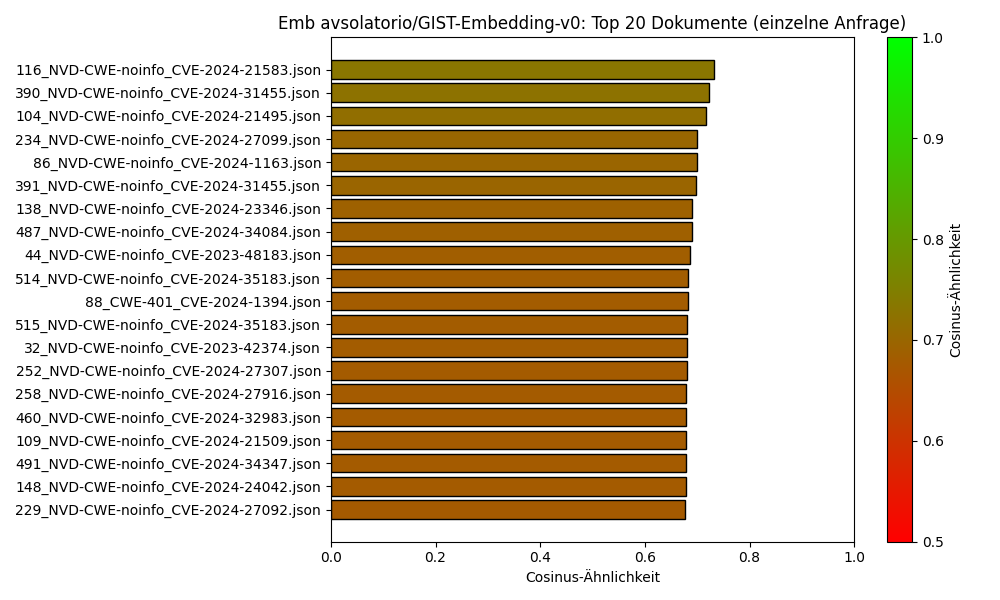 Emb avsolatorio/GIST-Embedding-v0: Top 20 Dokumente (einzelne Anfrage)
116_NVD-CWE-noinfo_CVE-2024-21583.json
390_NVD-CWE-noinfo_CVE-2024-31455.json
104_NVD-CWE-noinfo_CVE-2024-21495.json
234_NVD-CWE-noinfo_CVE-2024-27099.json
86_NVD-CWE-noinfo_CVE-2024-1163.json
391_NVD-CWE-noinfo_CVE-2024-31455.json
138_NVD-CWE-noinfo_CVE-2024-23346.json
487_NVD-CWE-noinfo_CVE-2024-34084.json
44_NVD-CWE-noinfo_CVE-2023-48183.json
514_NVD-CWE-noinfo_CVE-2024-35183.json
88_CWE-401_CVE-2024-1394.json
515_NVD-CWE-noinfo_CVE-2024-35183.json
32_NVD-CWE-noinfo_CVE-2023-42374.json
252_NVD-CWE-noinfo_CVE-2024-27307.json
258_NVD-CWE-noinfo_CVE-2024-27916.json
460_NVD-CWE-noinfo_CVE-2024-32983.json
109_NVD-CWE-noinfo_CVE-2024-21509.json
491_NVD-CWE-noinfo_CVE-2024-34347.json
148_NVD-CWE-noinfo_CVE-2024-24042.json
229_NVD-CWE-noinfo_CVE-2024-27092.json
0.0 0.2 0.4 0.6 0.8 1.0
Cosinus-Ähnlichkeit
1.0
0.9
0.8
0.7
0.6
0.5
Cosinus-Ähnlichkeit